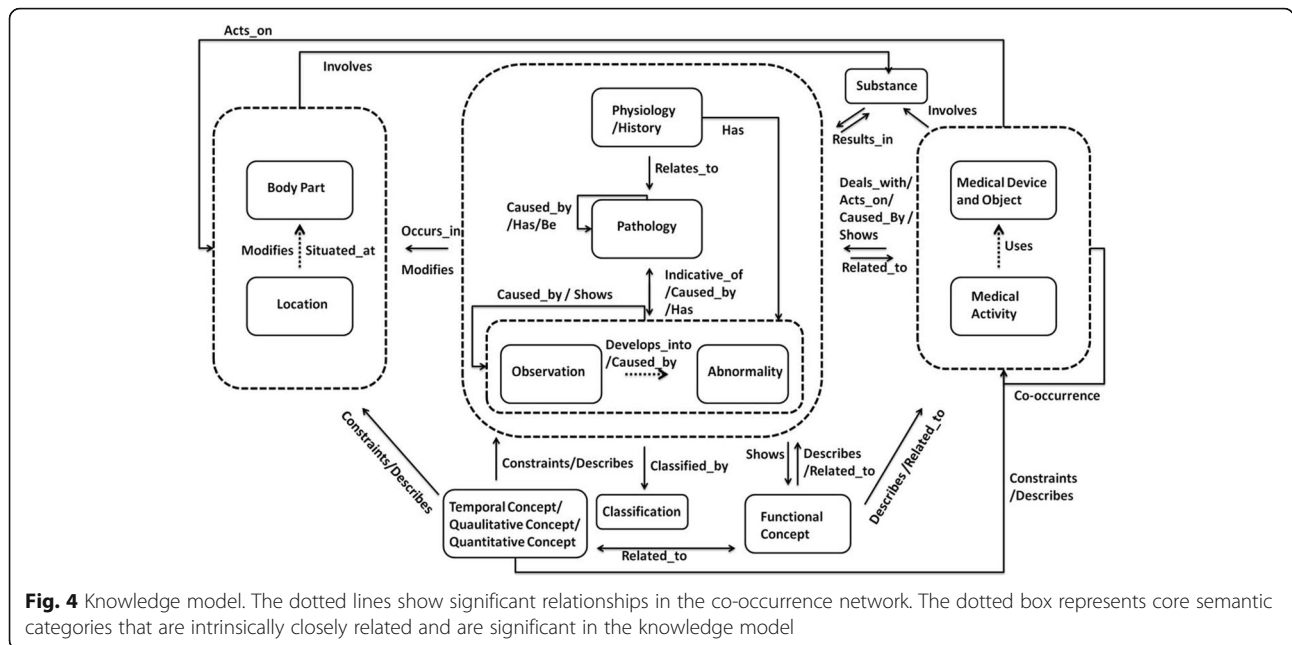 Acts_on
Involves
Substance
Involves
Results_in
Physiology
/History
Has
Relates_to
Body Part
Medical Device
and Object
Deals_with/
Acts_on/
Caused_By /
Shows
Related_to
Caused_by
/Has/Be
Pathology
Occurs_in
Modifies
Modifies
Situated_at
Uses
Location
Medical
Activity
Indicative_of
/Caused_by
/Has
Caused_by / Shows
Develops_into
/Caused_by
Observation
Abnormality
Co-occurrence
Constraints/Describes
Constraints/Describes
Classified_by
Shows
Describes
/Related_to
Describes /Related_to
Constraints
/Describes
Temporal Concept/
Quaulitative Concept/
Quantitative Concept
Classification
Functional
Concept
Related_to
Fig. 4 Knowledge model. The dotted lines show significant relationships in the co-occurrence network. The dotted box represents core semantic
categories that are intrinsically closely related and are significant in the knowledge model